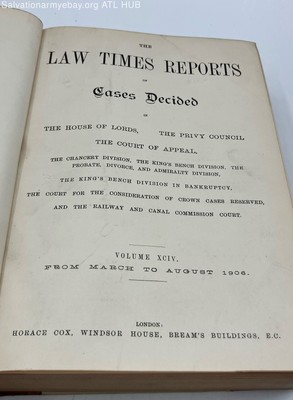 Salvationarmyebay.org ATL HUB
THE
LAW TIMES REPORTS
OF
Cases Decided
IN
THE HOUSE OF LORDS, THE PRIVY COUNCIL
THE COURT OF APPEAL,
THE CHANCERY DIVISION, THE KING'S BENCH DIVISION, THE
PROBATE, DIVORCE, AND ADMIRALTY DIVISION,
THE KING'S BENCH DIVISION IN BANKRUPTCY,
THE COURT FOR THE CONSIDERATION OF CROWN CASES RESERVED,
AND THE RAILWAY AND CANAL COMMISSION COURT.
VOLUME XCIV.
FROM MARCH TO AUGUST 1906.
LONDON:
HORACE COX, WINDSOR HOUSE, BREAM'S BUILDINGS, E.C.